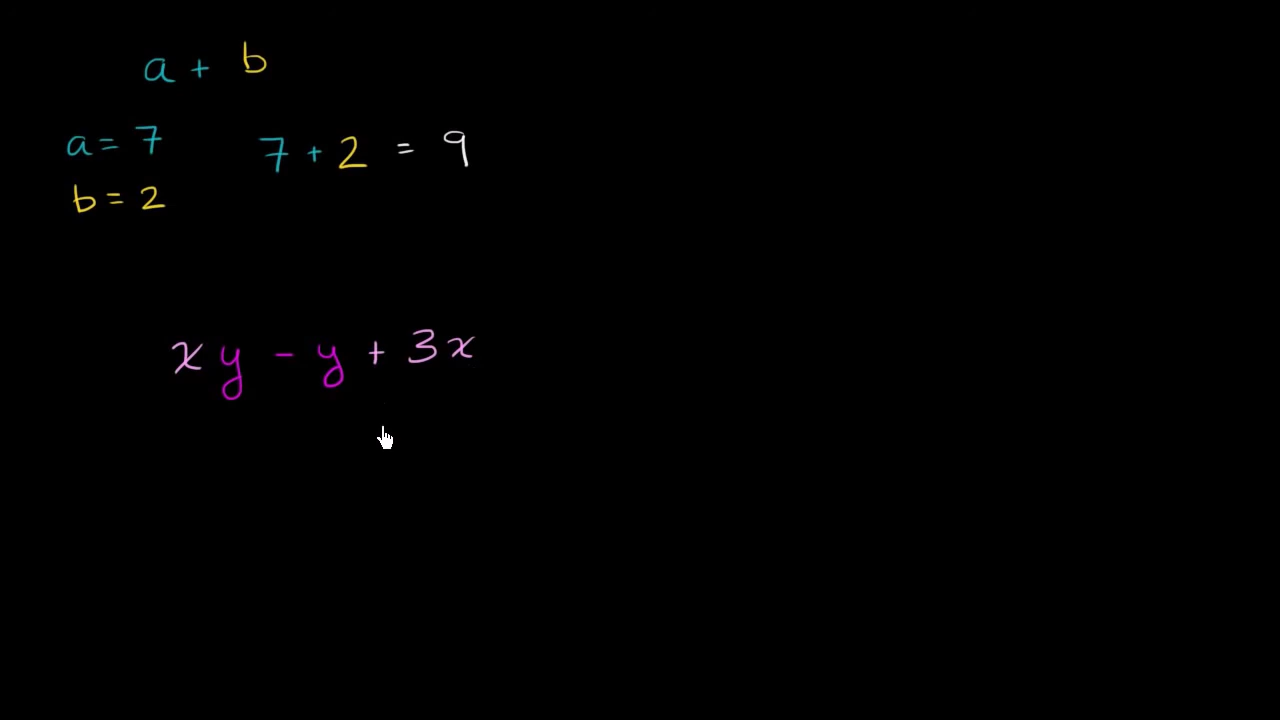 a + b
a = 7
7 + 2 = 9
b = 2
xy - y + 3x